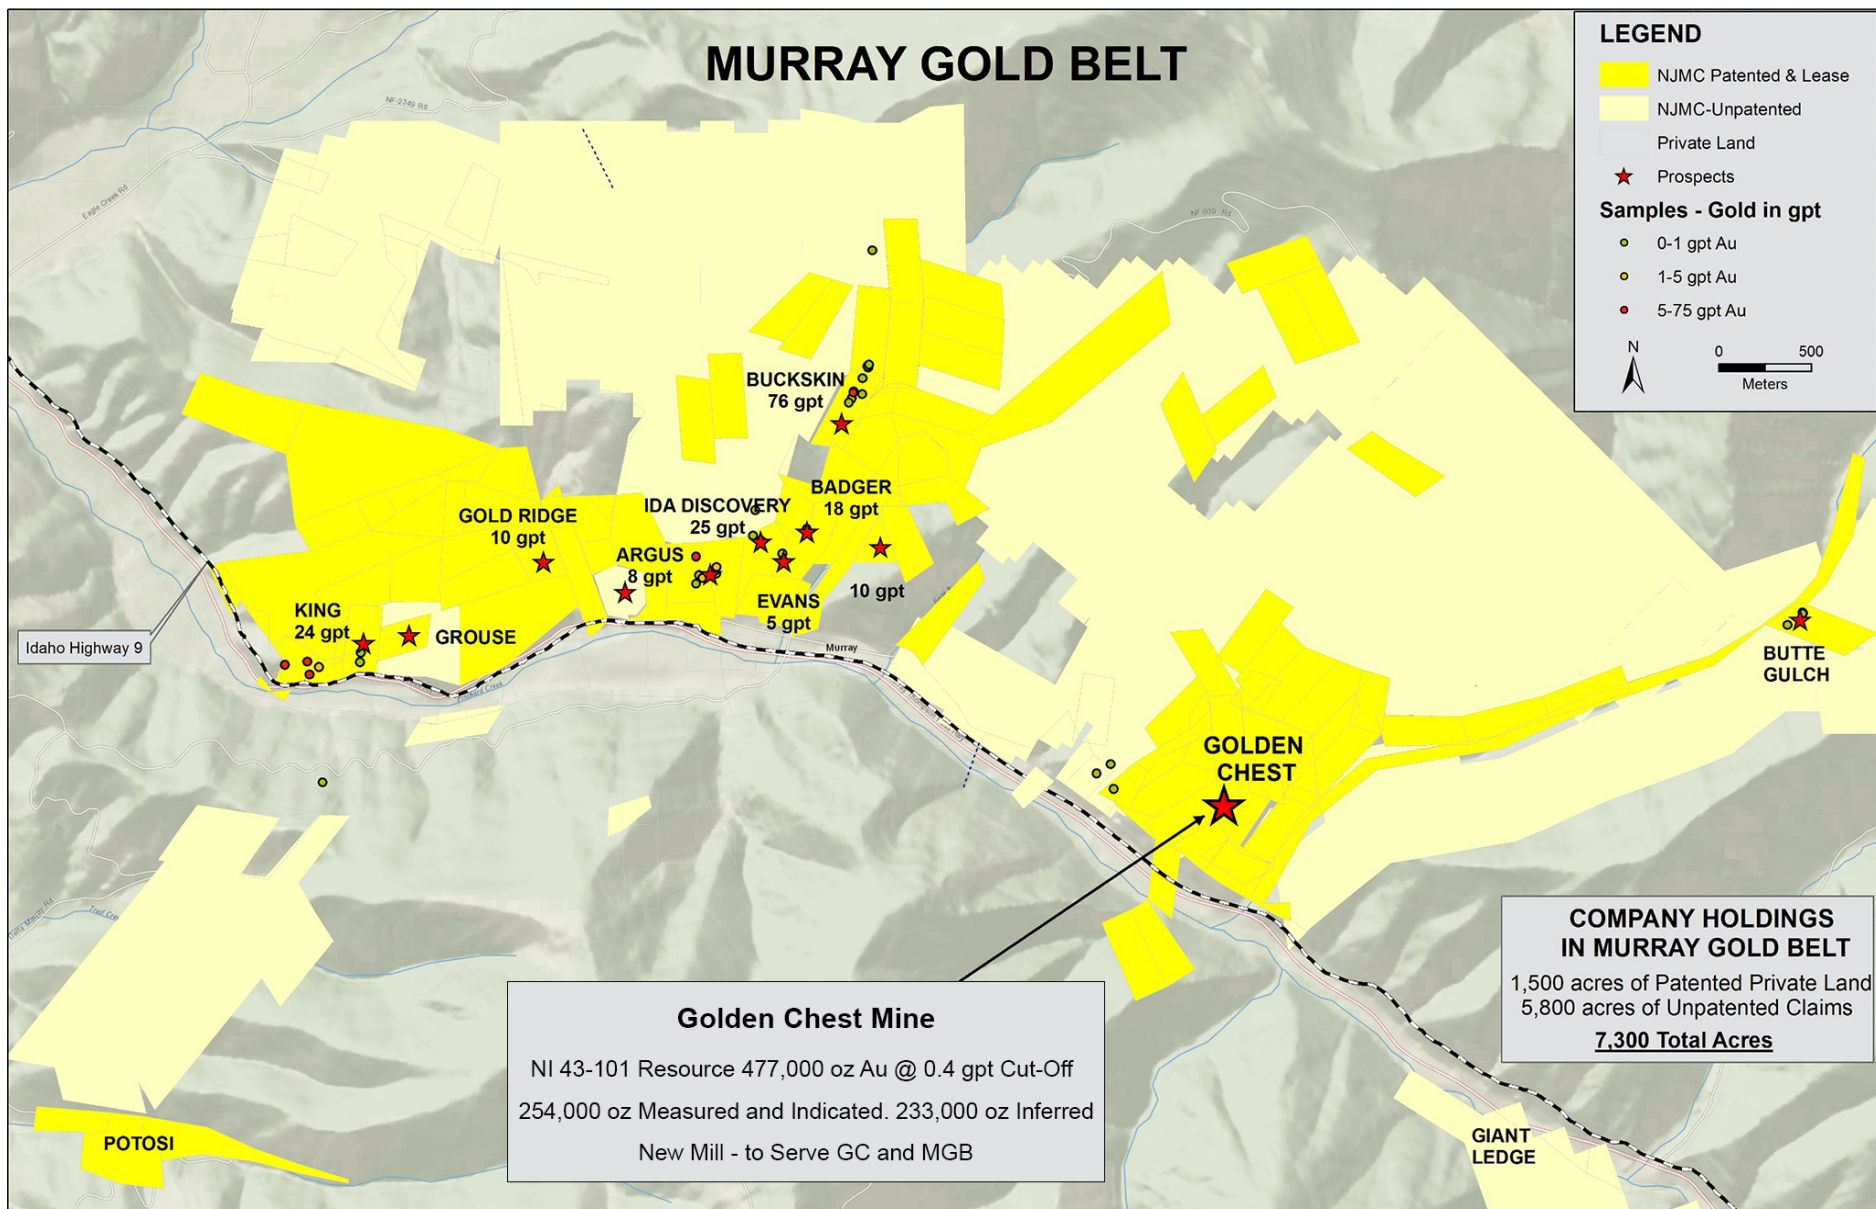 MURRAY GOLD BELT
LEGEND
NJMC Patented & Lease
NJMC-Unpatented
Private Land
Prospects
Samples - Gold in gpt
0-1 gpt Au
1-5 gpt Au
5-75 gpt Au
N
0 500
Meters
NF-2349 Rd
Eagle Creek Rd
NF-939 Rd
BUCKSKIN
76 gpt
BADGER
18 gpt
IDA DISCOVERY
25 gpt
GOLD RIDGE
10 gpt
ARGUS
8 gpt
10 gpt
EVANS
5 gpt
KING
24 gpt
GROUSE
Idaho Highway 9
Murray
BUTTE
GULCH
GOLDEN
CHEST
COMPANY HOLDINGS
IN MURRAY GOLD BELT
1,500 acres of Patented Private Land
5,800 acres of Unpatented Claims
7,300 Total Acres
Golden Chest Mine
NI 43-101 Resource 477,000 oz Au @ 0.4 gpt Cut-Off
254,000 oz Measured and Indicated. 233,000 oz Inferred
New Mill - to Serve GC and MGB
POTOSI
GIANT
LEDGE